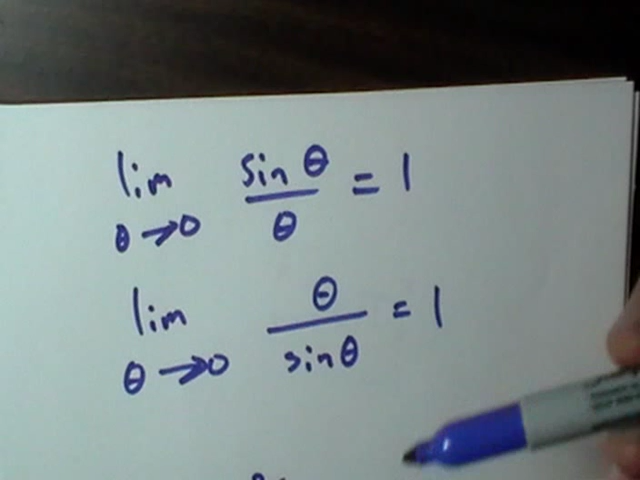 lim sin θ / θ = 1
θ → 0
lim θ / sin θ = 1
θ → 0